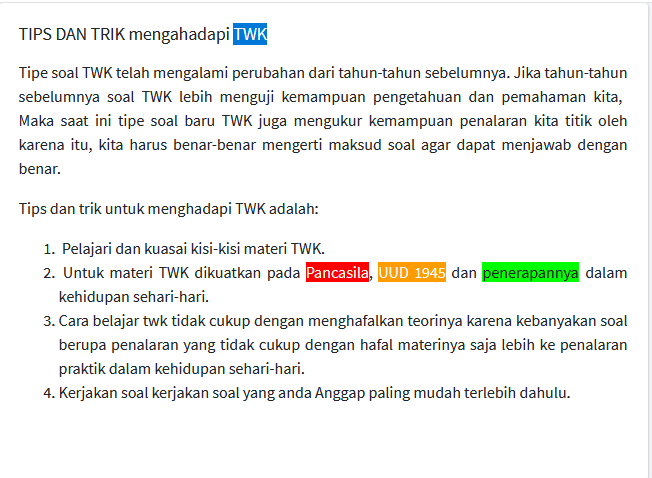 TIPS DAN TRIK mengahadapi TWK
Tipe soal TWK telah mengalami perubahan dari tahun-tahun sebelumnya. Jika tahun-tahun
sebelumnya soal TWK lebih menguji kemampuan pengetahuan dan pemahaman kita,
Maka saat ini tipe soal baru TWK juga mengukur kemampuan penalaran kita titik oleh
karena itu, kita harus benar-benar mengerti maksud soal agar dapat menjawab dengan
benar.
Tips dan trik untuk menghadapi TWK adalah:
1. Pelajari dan kuasai kisi-kisi materi TWK.
2. Untuk materi TWK dikuatkan pada Pancasila, UUD 1945 dan penerapannya dalam
kehidupan sehari-hari.
3. Cara belajar twk tidak cukup dengan menghafalkan teorinya karena kebanyakan soal
berupa penalaran yang tidak cukup dengan hafal materinya saja lebih ke penalaran
praktik dalam kehidupan sehari-hari.
4. Kerjakan soal kerjakan soal yang anda Anggap paling mudah terlebih dahulu.